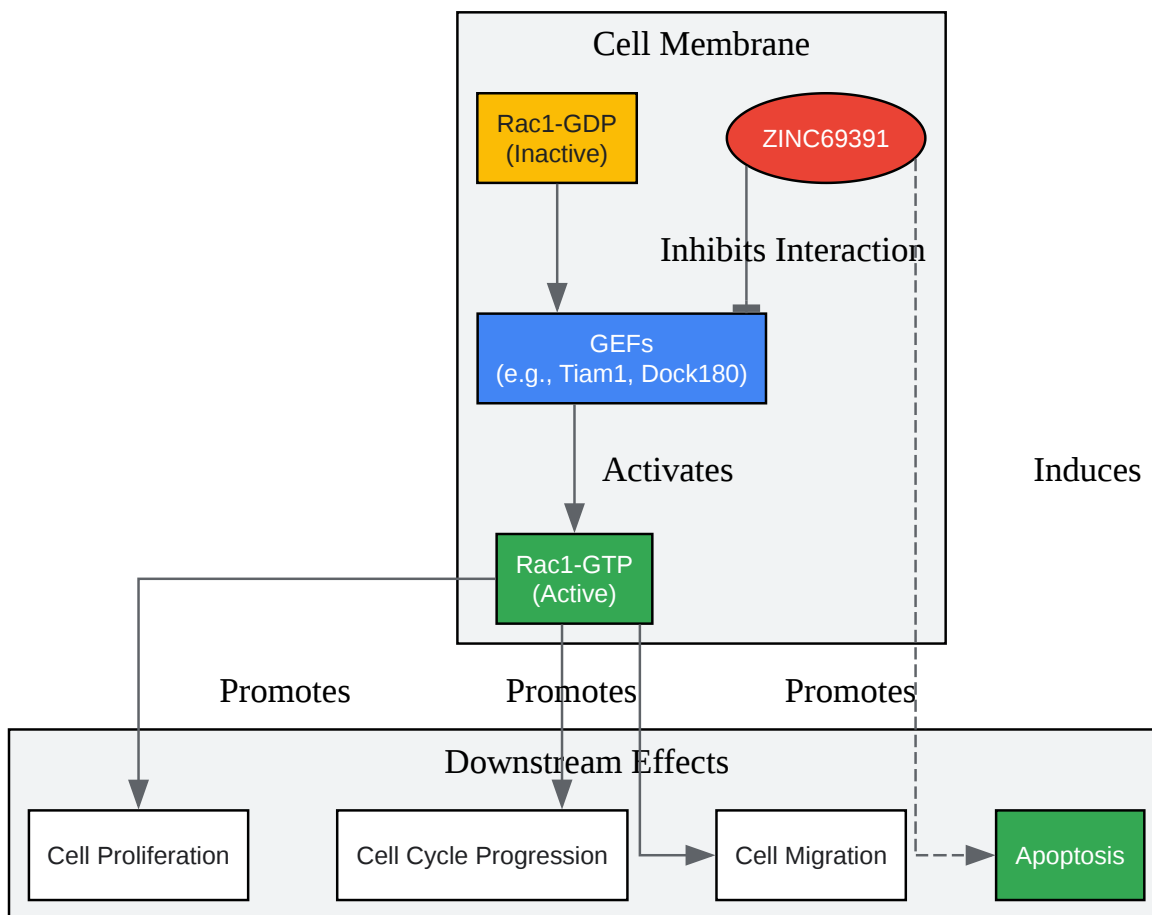 Cell Membrane
Rac1-GDP
(Inactive)
ZINC69391
Inhibits Interaction
GEFs
(e.g., Tiam1, Dock180)
Activates
Induces
Rac1-GTP
(Active)
Promotes
Promotes
Promotes
Downstream Effects
Cell Proliferation
Cell Cycle Progression
Cell Migration
Apoptosis